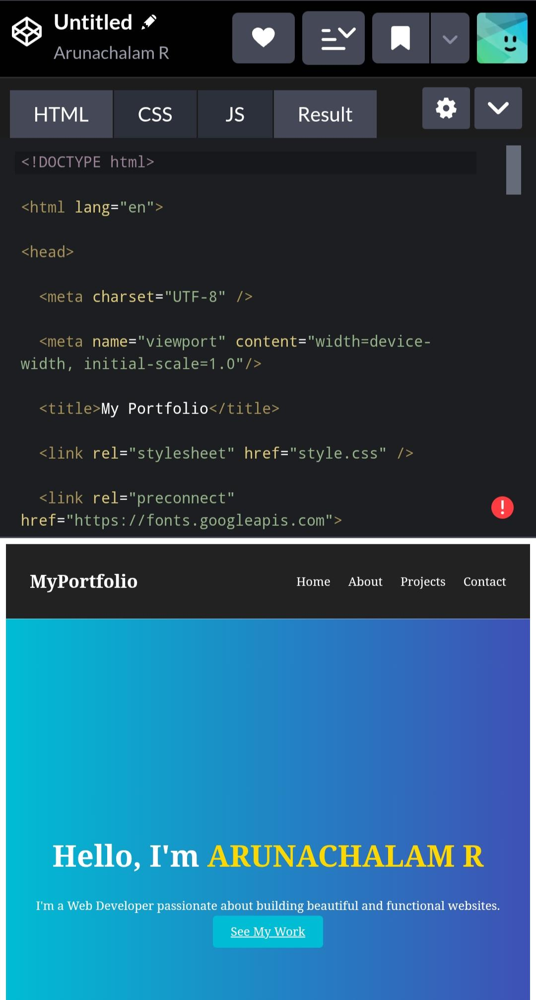 Untitled
Arunachalam R
HTML CSS JS Result
<!DOCTYPE html>
<html lang="en">
<head>
<meta charset="UTF-8" />
<meta name="viewport" content="width=device-
width, initial-scale=1.0"/>
<title>My Portfolio</title>
<link rel="stylesheet" href="style.css" />
<link rel="preconnect"
href="https://fonts.googleapis.com">
MyPortfolio Home About Projects Contact
Hello, I'm ARUNACHALAM R
I'm a Web Developer passionate about building beautiful and functional websites.
See My Work